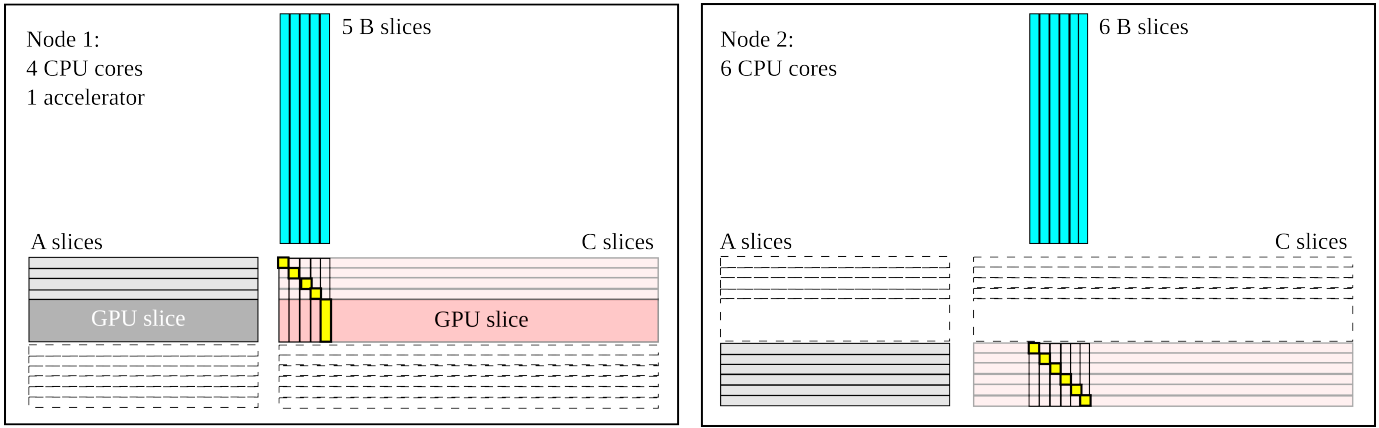 Node 1:
4 CPU cores
1 accelerator
5 B slices
A slices
C slices
GPU slice
GPU slice
Node 2:
6 CPU cores
6 B slices
A slices
C slices